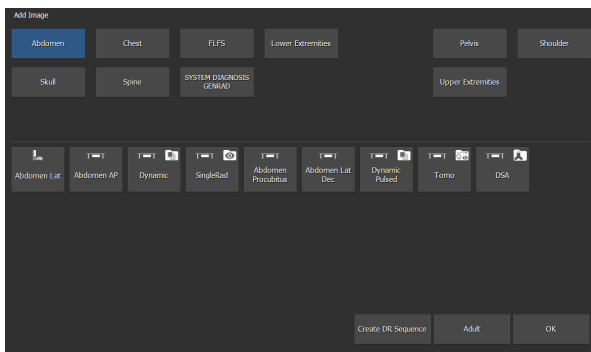 Add Image
Abdomen
Chest
FLFS
Lower Extremities
Pelvis
Shoulder
Skull
Spine
SYSTEM DIAGNOSIS
GENRAD
Upper Extremities
Abdomen Lat
Abdomen AP
Dynamic
SingleRad
Abdomen
Procubitus
Abdomen Lat
Dec
Dynamic
Pulsed
Tomo
DSA
Create DR Sequence
Adult
OK